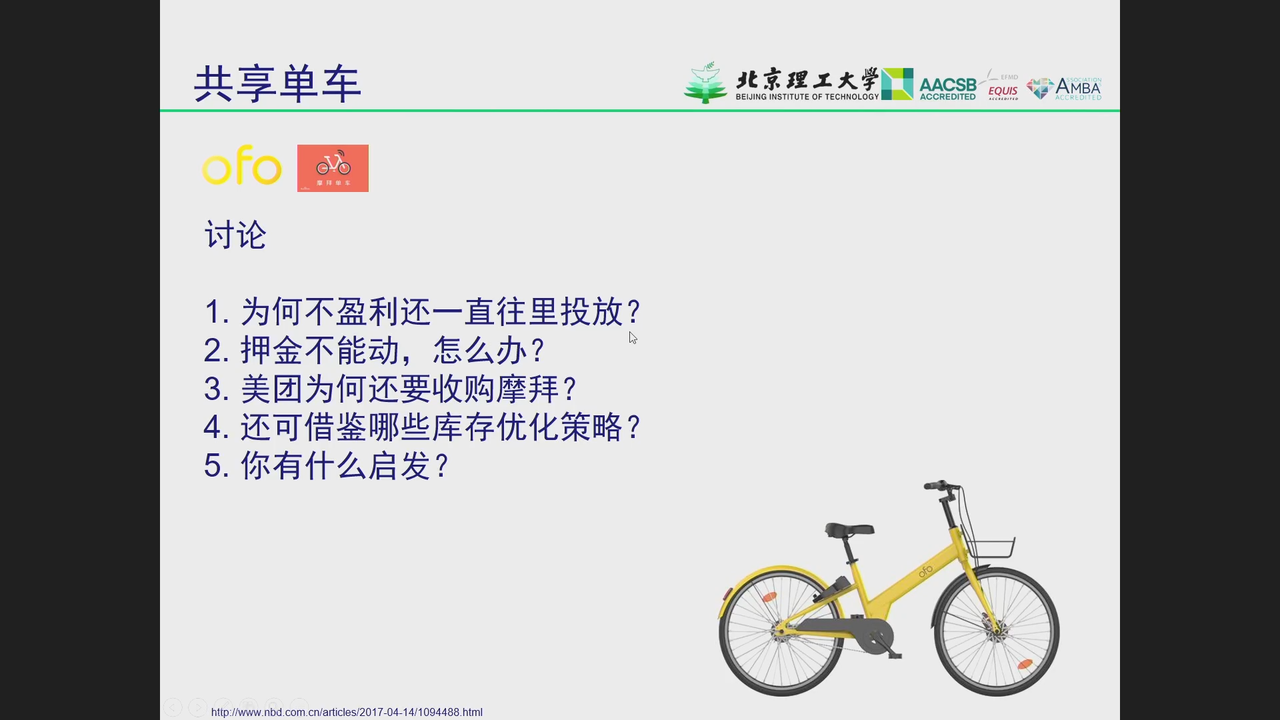 共享单车
北京理工大學
BEIJING INSTITUTE OF TECHNOLOGY
AACSB
ACCREDITED
EFMD
EQUIS
ACCREDITED
ASSOCIATION
AMBA
ACCREDITED
ofo
摩拜单车
讨论
1. 为何不盈利还一直往里投放？
2. 押金不能动，怎么办？
3. 美团为何还要收购摩拜？
4. 还可借鉴哪些库存优化策略？
5. 你有什么启发？
ofo
http://www.nbd.com.cn/articles/2017-04-14/1094488.html